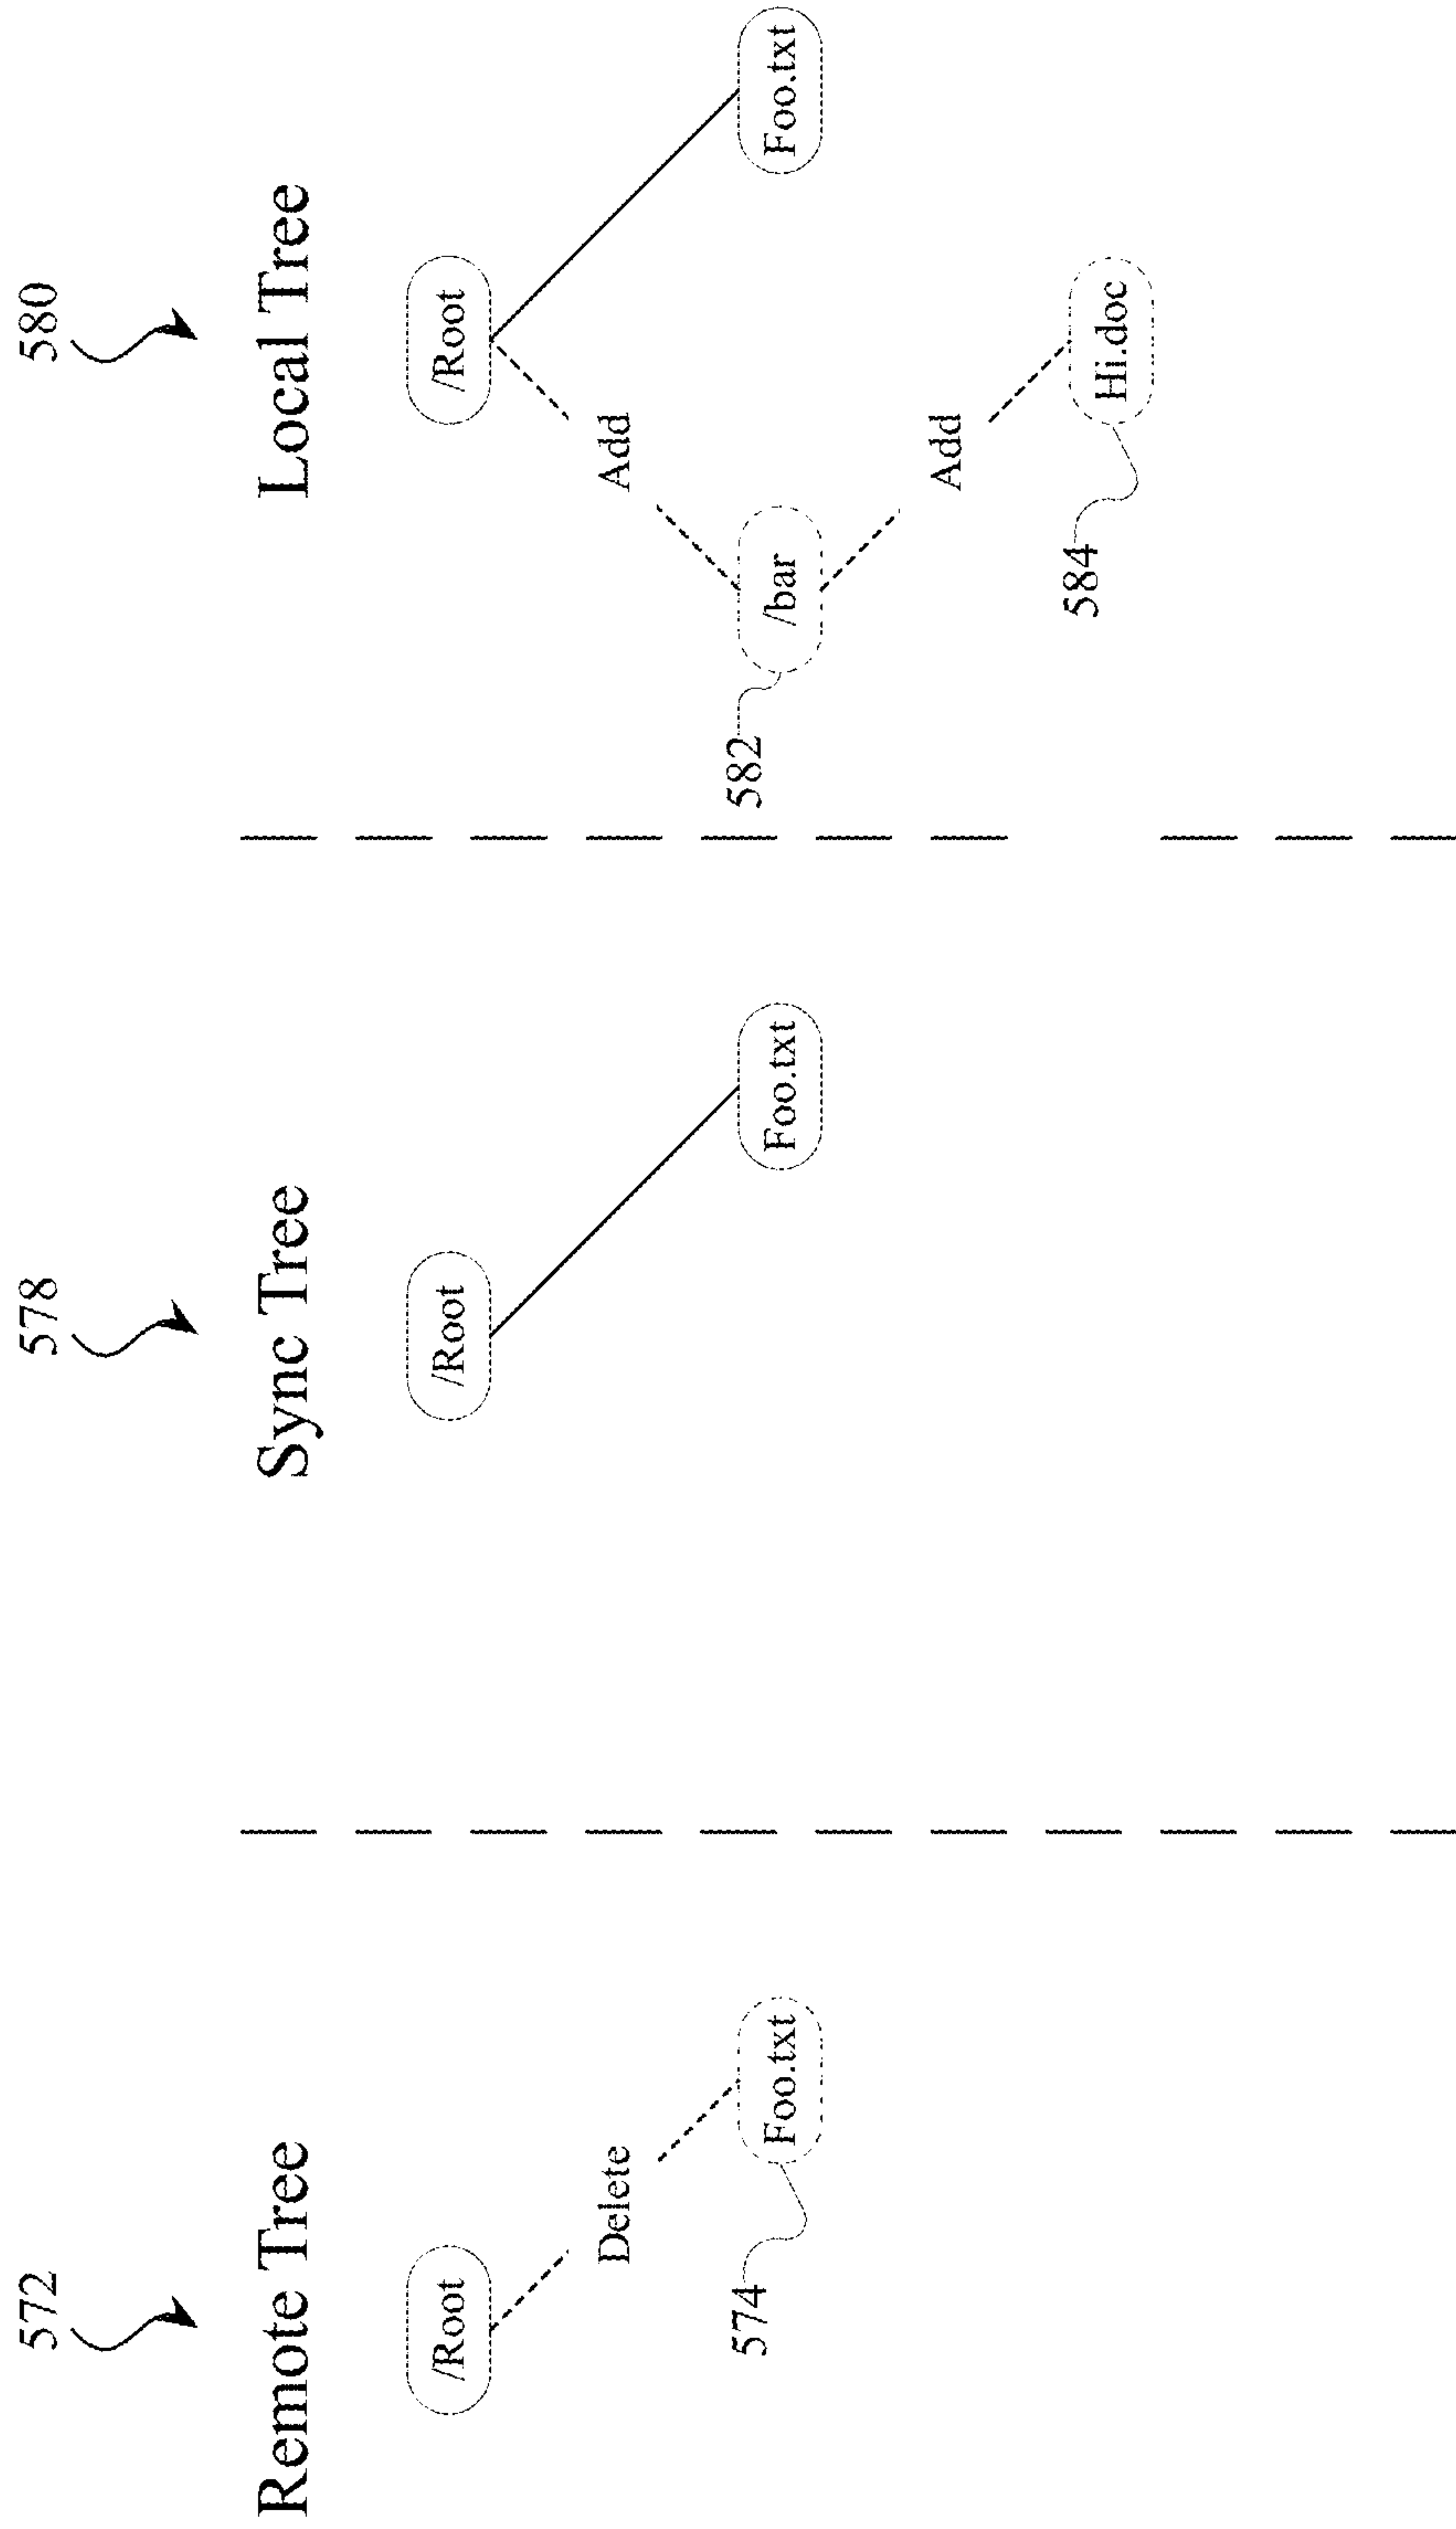 572
578
580
Remote Tree
Sync Tree
Local Tree
/Root
/Root
/Root
Delete
Add
574
Foo.txt
Foo.txt
582
/bar
Foo.txt
Add
584
Hi.doc